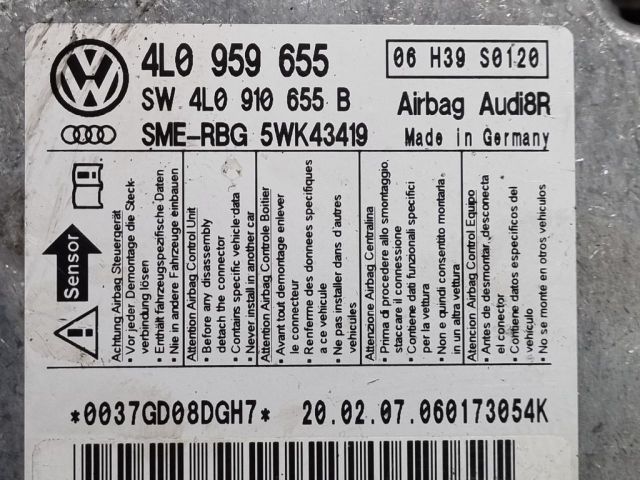 4L0 959 655
06 H39 S0120
SW 4L0 910 655 B
Airbag Audi8R
SME-RBG 5WK43419
Made in Germany
Sensor
Achtung Airbag Steuergerät
• Vor jeder Demontage die Steck-
verbindung lösen
• Enthält fahrzeugspezifische Daten
• Nie in andere Fahrzeuge einbauen
Attention Airbag Control Unit
• Before any disassembly
detach the connector
• Contains specific vehicle-data
• Never install in another car
Attention Airbag Controle Boitier
• Avant tout demontage enlever
le connecteur
• Renferme des donnees specifiques
a ce vehicule
• Ne pas installer dans d'autres
vehicules
Attenzione Airbag Centralina
• Prima di procedere allo smontaggio,
staccare il connessione
• Contiene dati funzionali specifici
per la vettura
• Non e quindi consentito montarla
in un altra vettura
Atencion Airbag Control Equipo
• Antes de desmontar, desconecta
el conector
• Contiene datos especificos del
vehiculo
• No se monte en otros vehiculos
*0037GD08DGH7*
20.02.07.060173054K